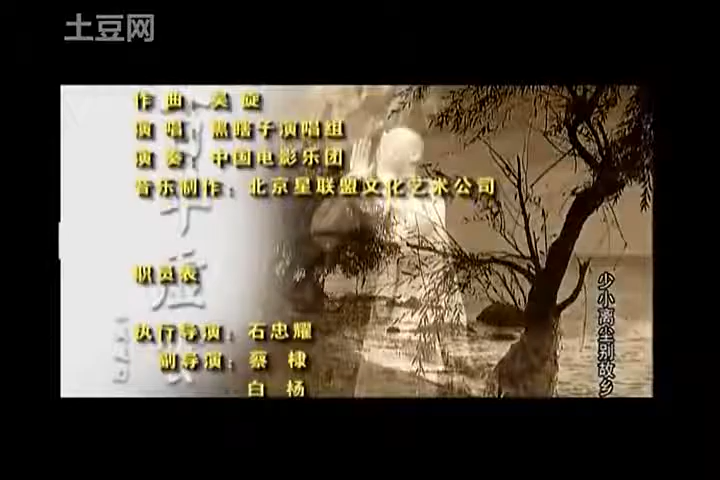 土豆网
作 曲：吴 旋
演 唱：黑瞎子演唱组
演 奏：中国电影乐团
音乐制作：北京星联盟文化艺术公司
职员表
执行导演：石忠耀
副导演：蔡 棣
白 杨
少小离尘别故乡